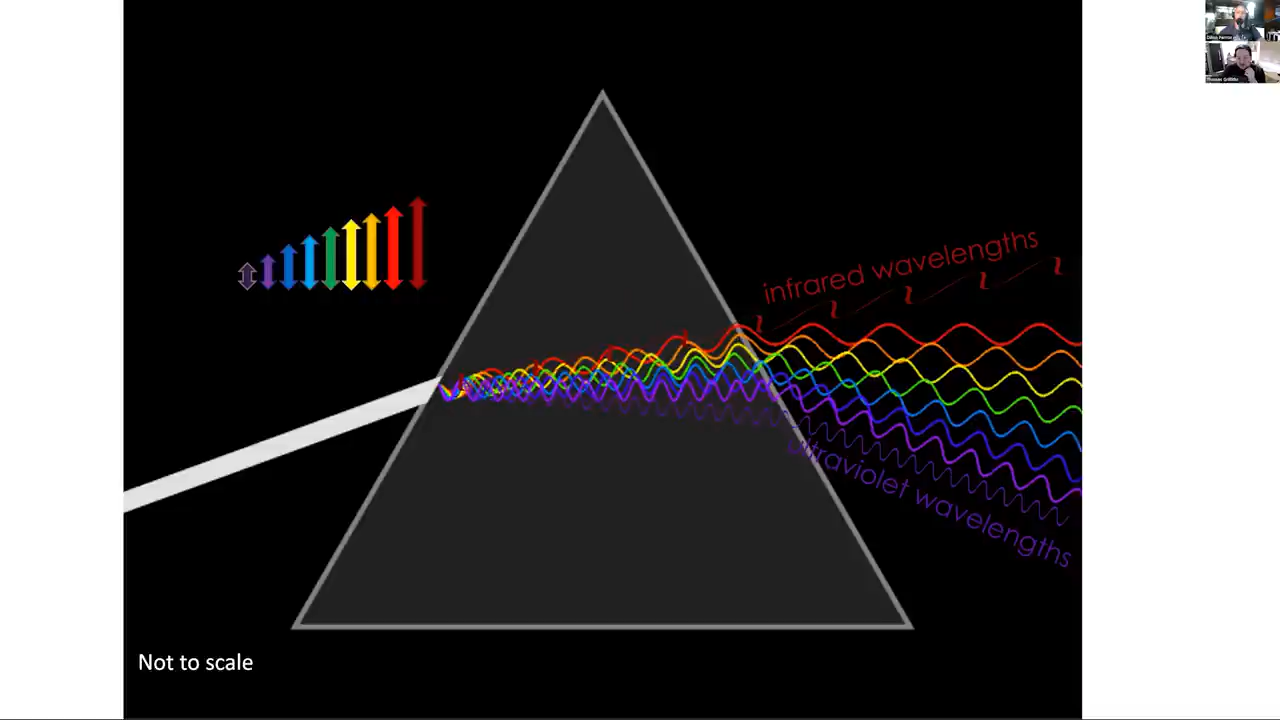 infrared wavelengths
ultraviolet wavelengths
Not to scale